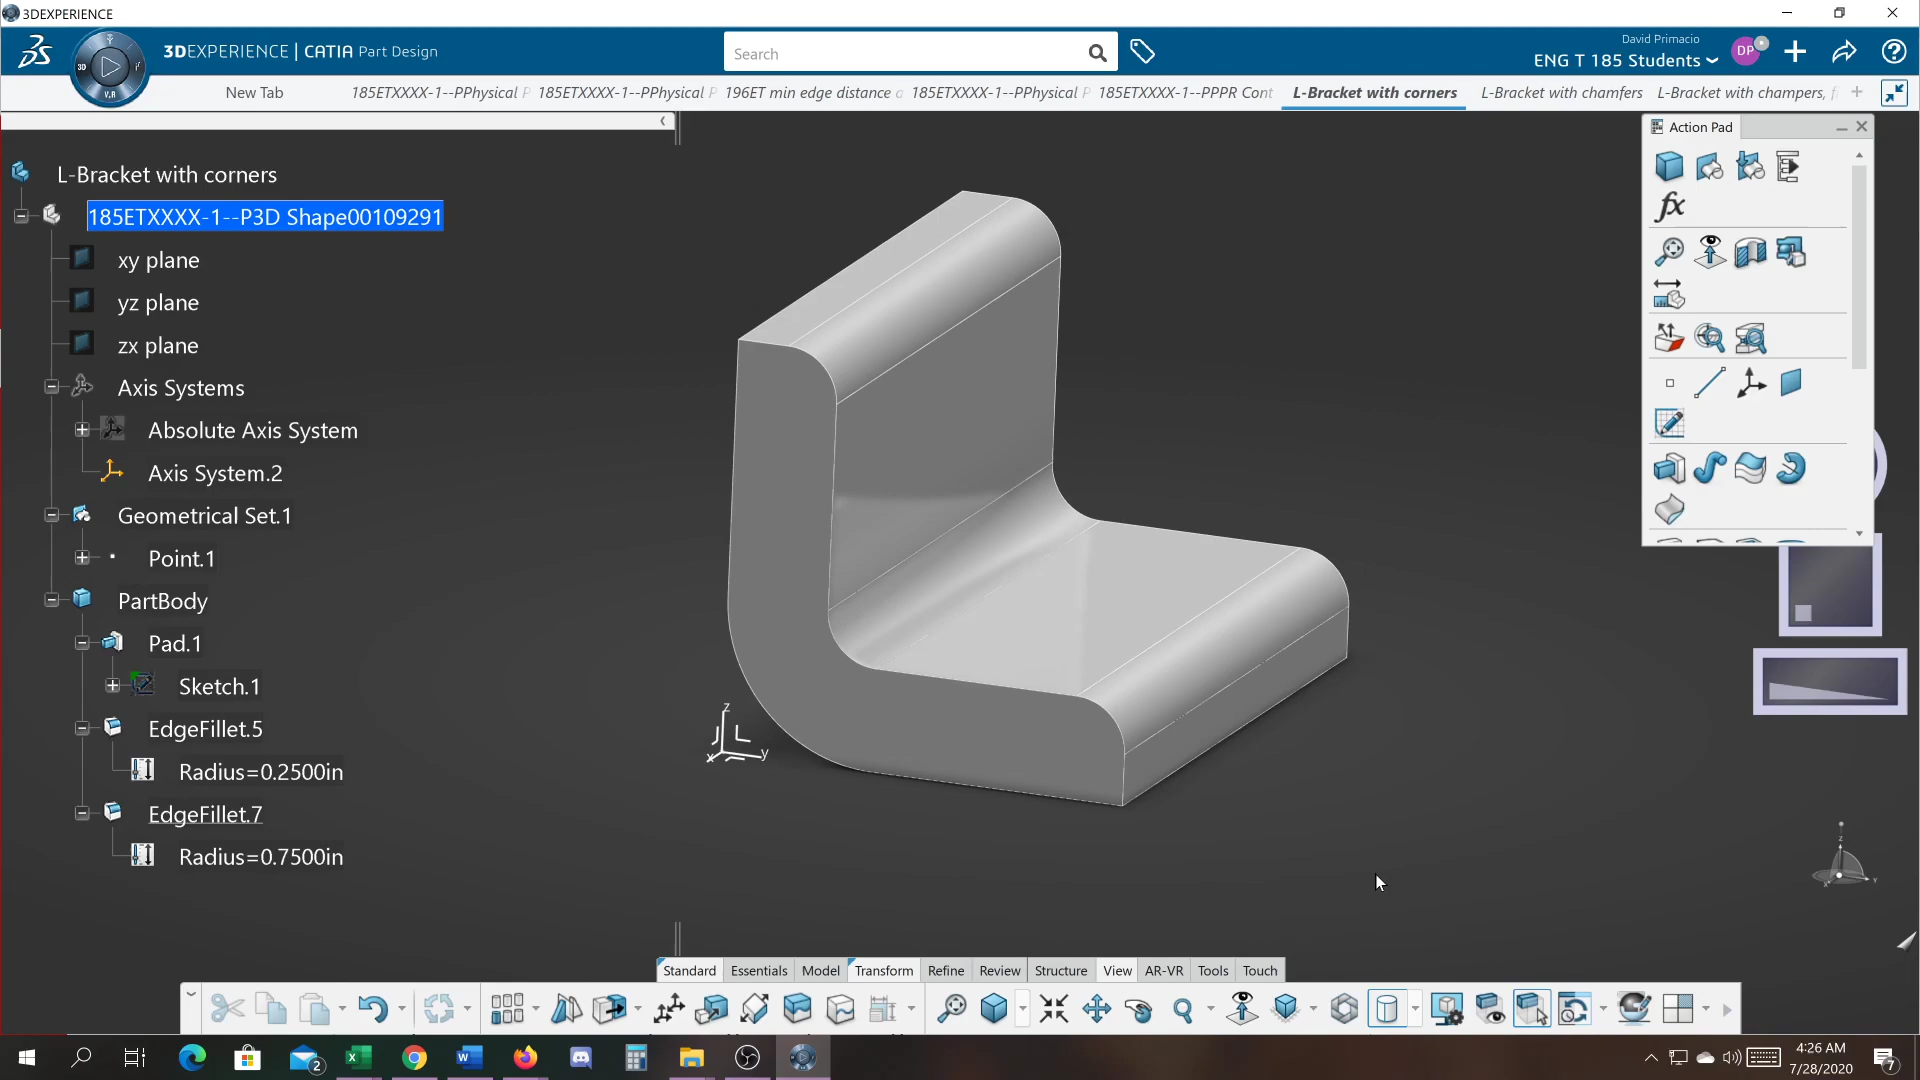 3DEXPERIENCE
3DEXPERIENCE | CATIA Part Design
Search
David Primacio
ENG T 185 Students
DP
3D
V.R
New Tab
185ETXXXX-1--PPhysical P
185ETXXXX-1--PPhysical P
196ET min edge distance a
185ETXXXX-1--PPhysical P
185ETXXXX-1--PPPR Cont
L-Bracket with corners
L-Bracket with chamfers
L-Bracket with champers, f
Action Pad
fx
L-Bracket with corners
185ETXXXX-1--P3D Shape00109291
xy plane
yz plane
zx plane
Axis Systems
Absolute Axis System
Axis System.2
Geometrical Set.1
Point.1
PartBody
Pad.1
Sketch.1
EdgeFillet.5
Radius=0.2500in
EdgeFillet.7
Radius=0.7500in
z
x
y
Standard
Essentials
Model
Transform
Refine
Review
Structure
View
AR-VR
Tools
Touch
2
4:26 AM
7/28/2020
7